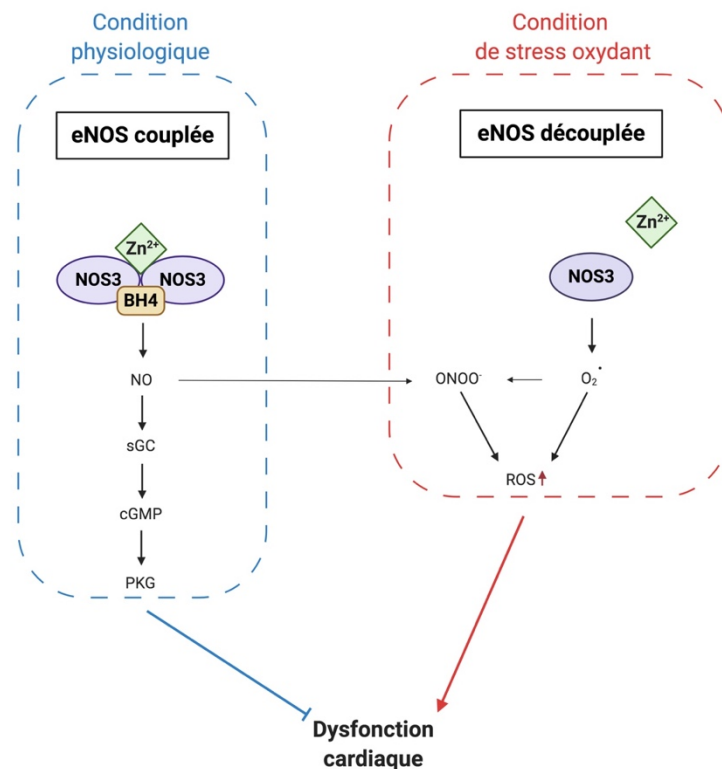 Condition
physiologique
Condition
de stress oxydant
eNOS couplée
eNOS découplée
Zn²⁺
NOS3
NOS3
BH4
Zn²⁺
NOS3
NO
ONOO⁻
O₂˙
sGC
ROS
cGMP
PKG
Dysfonction
cardiaque